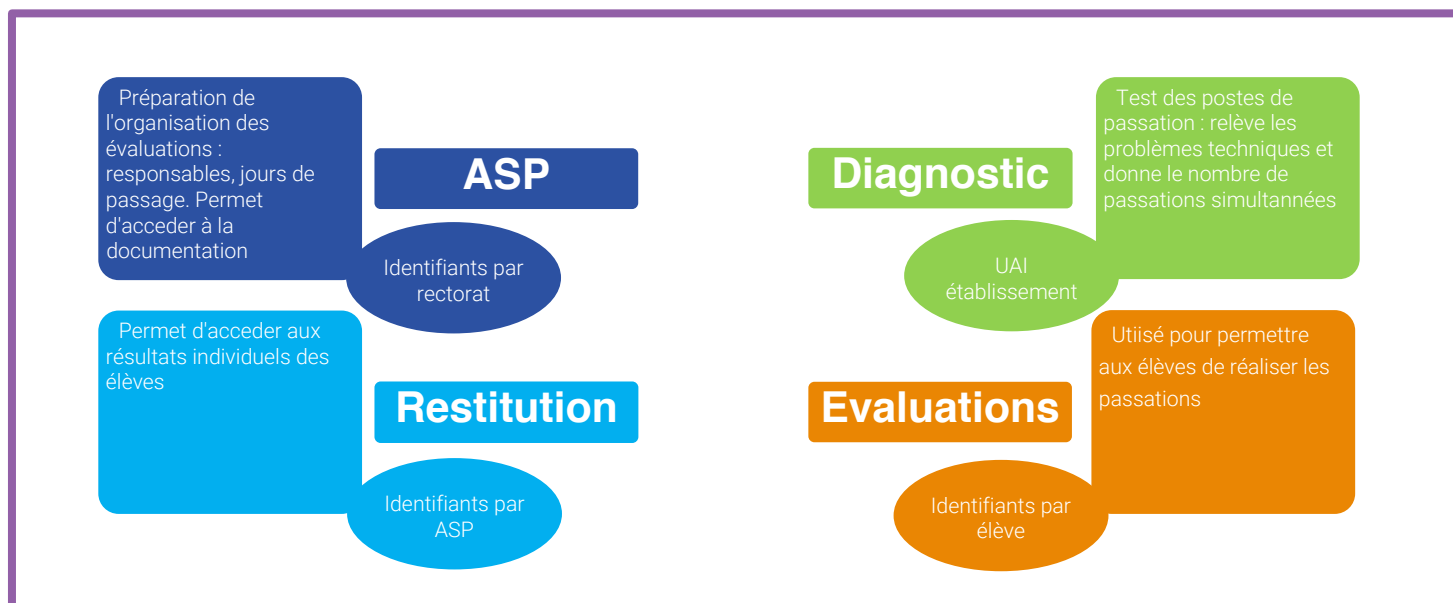 Préparation de
l'organisation des
évaluations :
responsables, jours de
passage. Permet
d'acceder à la
documentation
ASP
Identifiants par
rectorat
Diagnostic
UAI
établissement
Test des postes de
passation : relève les
problèmes techniques et
donne le nombre de
passations simultannées
Permet d'acceder aux
résultats individuels des
élèves
Restitution
Identifiants par
ASP
Evaluations
Identifiants par
élève
Utiisé pour permettre
aux élèves de réaliser les
passations